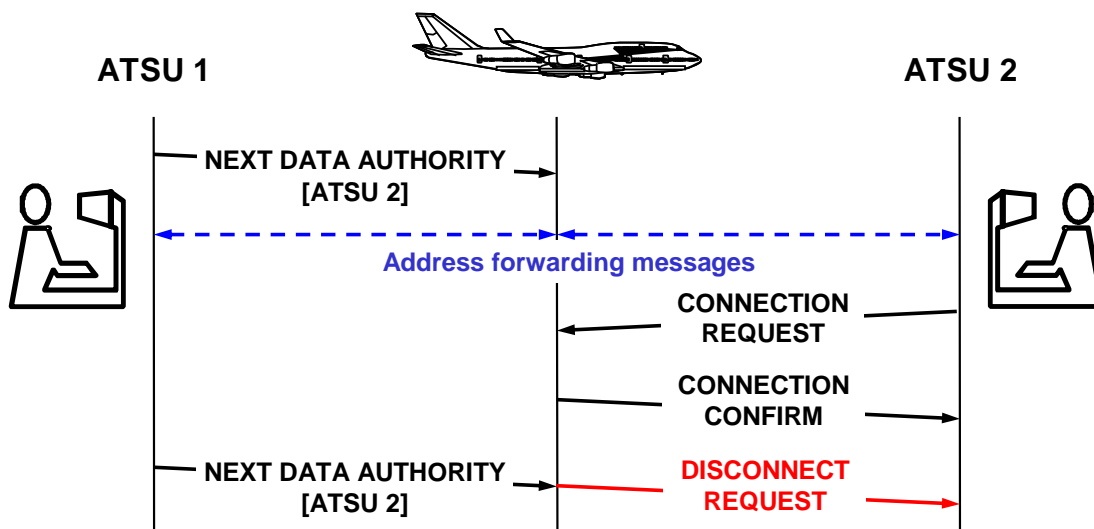 ATSU 1
ATSU 2
NEXT DATA AUTHORITY
[ATSU 2]
Address forwarding messages
CONNECTION
REQUEST
CONNECTION
CONFIRM
NEXT DATA AUTHORITY
[ATSU 2]
DISCONNECT
REQUEST